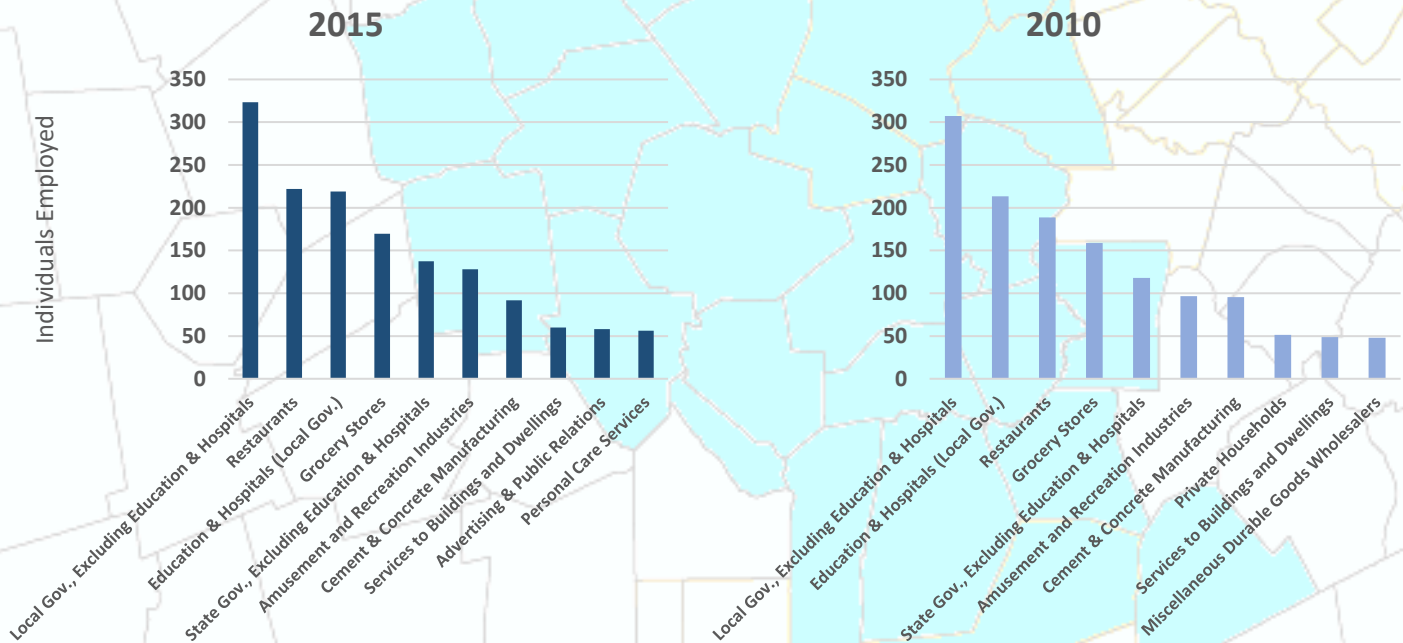 2015
2010
Individuals Employed
350
300
250
200
150
100
50
0
Local Gov., Excluding Education & Hospitals
Restaurants
Education & Hospitals (Local Gov.)
Grocery Stores
State Gov., Excluding Education & Hospitals
Amusement and Recreation Industries
Cement & Concrete Manufacturing
Services to Buildings and Dwellings
Advertising & Public Relations
Personal Care Services
350
300
250
200
150
100
50
0
Local Gov., Excluding Education & Hospitals
Education & Hospitals (Local Gov.)
Restaurants
Grocery Stores
State Gov., Excluding Education & Hospitals
Amusement and Recreation Industries
Cement & Concrete Manufacturing
Private Households
Services to Buildings and Dwellings
Miscellaneous Durable Goods Wholesalers